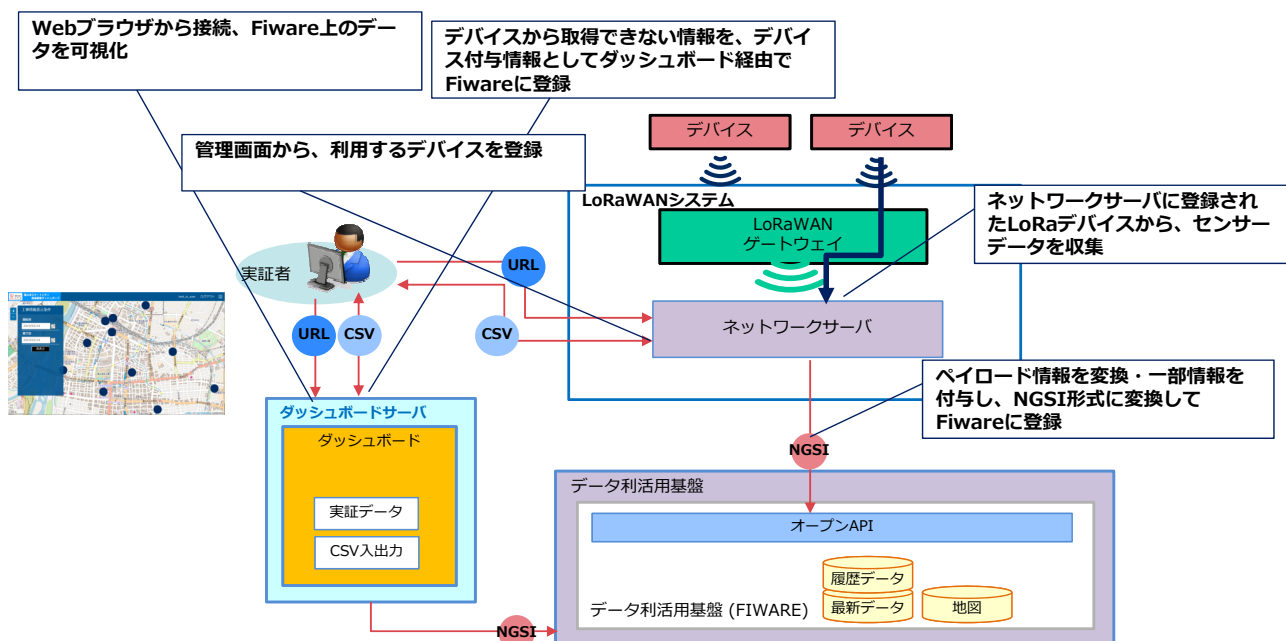 Webブラウザから接続、Fiware上のデー
タを可視化
デバイスから取得できない情報を、デバイ
ス付与情報としてダッシュボード経由で
Fiwareに登録
管理画面から、利用するデバイスを登録
デバイス
デバイス
LoRaWANシステム
LoRaWAN
ゲートウェイ
ネットワークサーバに登録され
たLoRaデバイスから、センサー
データを収集
実証者
URL
URL
CSV
CSV
ネットワークサーバ
ペイロード情報を変換・一部情報を
付与し、NGSI形式に変換して
Fiwareに登録
NGSI
ダッシュボードサーバ
ダッシュボード
実証データ
CSV入出力
データ利活用基盤
オープンAPI
履歴データ
最新データ
地図
データ利活用基盤 (FIWARE)
NGSI